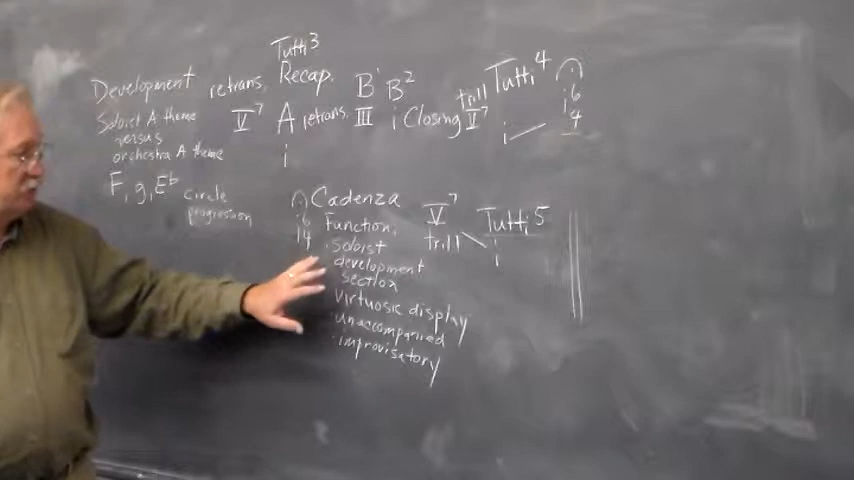 Tutti 3
Development retrans. Recap. B¹ B² trill Tutti 4
Soloist A theme V⁷ A retrans. III i Closing V⁷ i 6
versus i i 4
orchestra A theme
F, g, E♭ circle
progression
Cadenza V⁷ Tutti 5
i 6 Function: trill i
4 · soloist
development
section
· virtuosic display
· unaccompanied
· improvisatory